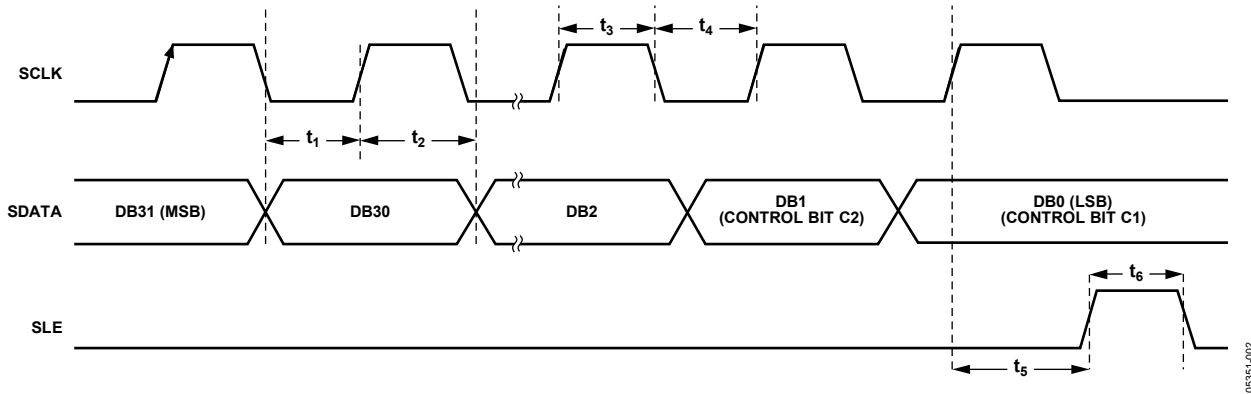 t3
t4
SCLK
t1
t2
SDATA
DB31 (MSB)
DB30
DB2
DB1
(CONTROL BIT C2)
DB0 (LSB)
(CONTROL BIT C1)
t6
SLE
t5
05351-002